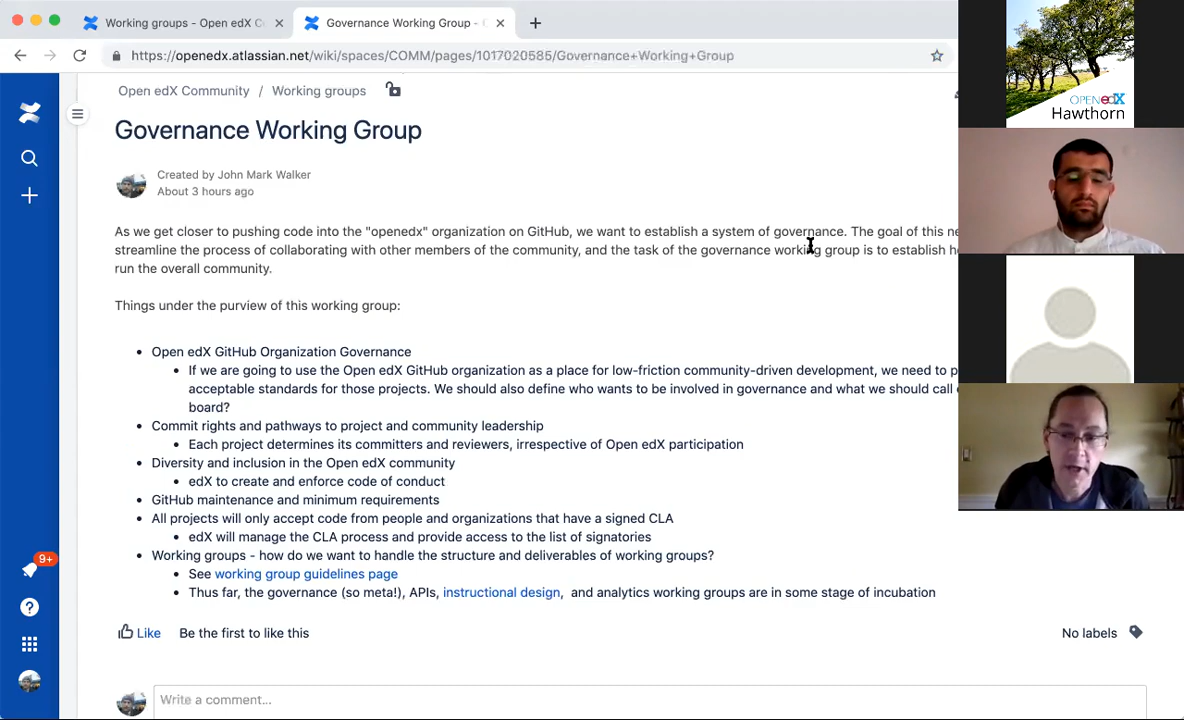 Working groups - Open edX C
Governance Working Group -
https://openedx.atlassian.net/wiki/spaces/COMM/pages/1017020585/Governance+Working+Group
Open edX Community / Working groups
Governance Working Group
Created by John Mark Walker
About 3 hours ago
As we get closer to pushing code into the "openedx" organization on GitHub, we want to establish a system of governance. The goal of this ne
streamline the process of collaborating with other members of the community, and the task of the governance working group is to establish h
run the overall community.
Things under the purview of this working group:
• Open edX GitHub Organization Governance
• If we are going to use the Open edX GitHub organization as a place for low-friction community-driven development, we need to p
acceptable standards for those projects. We should also define who wants to be involved in governance and what we should call
board?
• Commit rights and pathways to project and community leadership
• Each project determines its committers and reviewers, irrespective of Open edX participation
• Diversity and inclusion in the Open edX community
• edX to create and enforce code of conduct
• GitHub maintenance and minimum requirements
• All projects will only accept code from people and organizations that have a signed CLA
• edX will manage the CLA process and provide access to the list of signatories
• Working groups - how do we want to handle the structure and deliverables of working groups?
• See working group guidelines page
• Thus far, the governance (so meta!), APIs, instructional design, and analytics working groups are in some stage of incubation
Like Be the first to like this
No labels
Write a comment...
9+
OPEN edX
Hawthorn